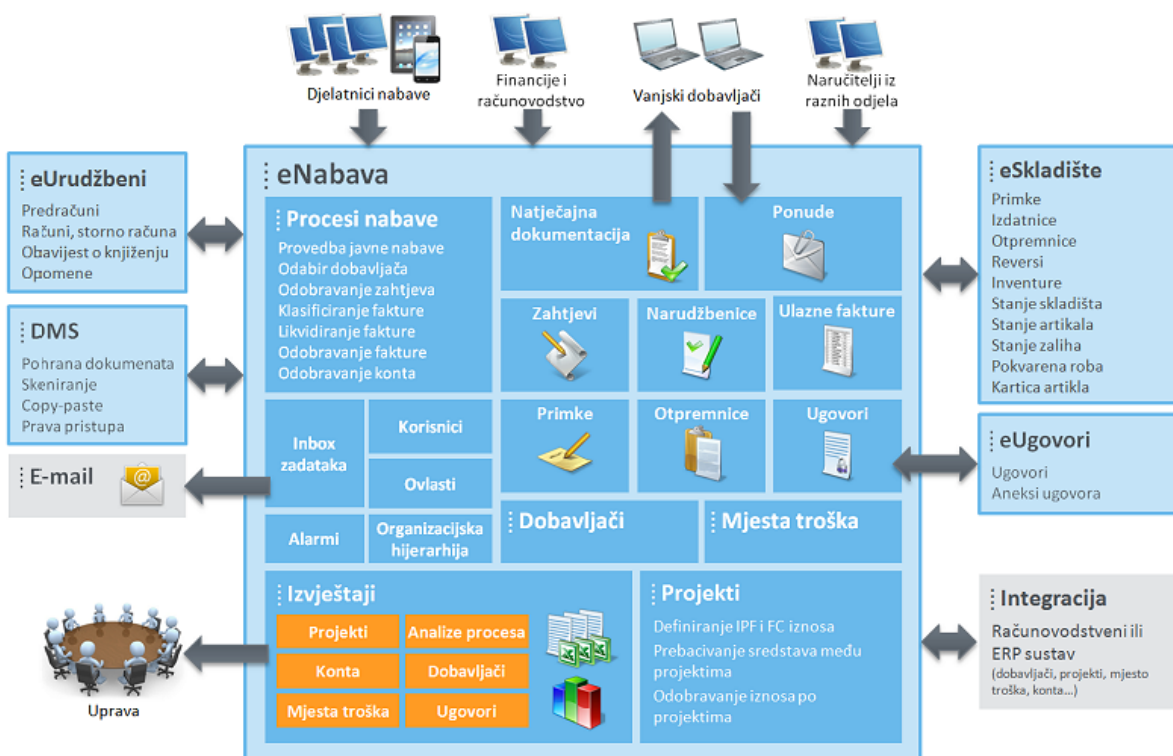 Djelatnici nabave
Financije i
računovodstvo
Vanjski dobavljači
Naručitelji iz
raznih odjela
eUrudžbeni
Predračuni
Računi, storno računa
Obavijest o knjiženju
Opomene
DMS
Pohrana dokumenata
Skeniranje
Copy-paste
Prava pristupa
E-mail
@
Uprava
eNabava
Procesi nabave
Provedba javne nabave
Odabir dobavljača
Odobravanje zahtjeva
Klasificiranje fakture
Likvidiranje fakture
Odobravanje fakture
Odobravanje konta
Natječajna
dokumentacija
Ponude
Zahtjevi
Narudžbenice
Ulazne fakture
Primke
Otpremnice
Ugovori
Inbox
zadataka
Korisnici
Ovlasti
Alarmi
Organizacijska
hijerarhija
Dobavljači
Mjesta troška
Izvještaji
Projekti
Analize procesa
Konta
Dobavljači
Mjesta troška
Ugovori
Projekti
Definiranje IPF i FC iznosa
Prebacivanje sredstava među
projektima
Odobravanje iznosa po
projektima
eSkladište
Primke
Izdatnice
Otpremnice
Reversi
Inventure
Stanje skladišta
Stanje artikala
Stanje zaliha
Pokvarena roba
Kartica artikla
eUgovori
Ugovori
Aneksi ugovora
Integracija
Računovodstveni ili
ERP sustav
(dobavljači, projekti, mjesto
troška, konta...)